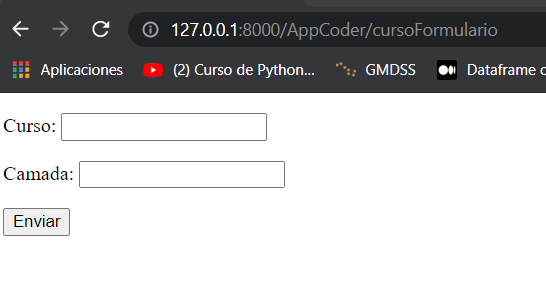 127.0.0.1:8000/AppCoder/cursoFormulario
Aplicaciones (2) Curso de Python... GMDSS Dataframe c
Curso:
Camada:
Enviar